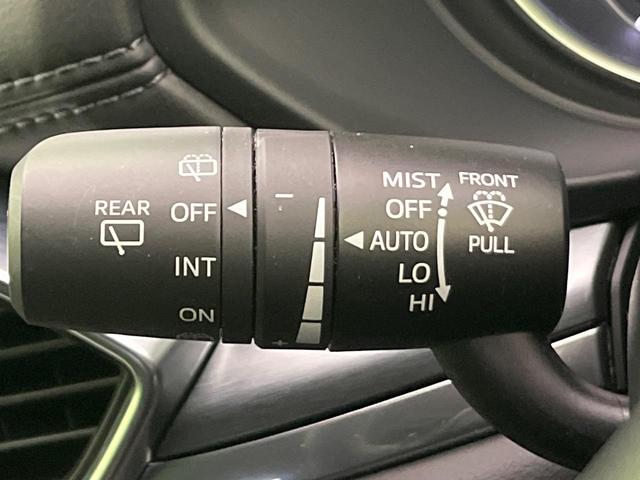 REAR
OFF
INT
ON
−
+
MIST
OFF
AUTO
LO
HI
FRONT
PULL